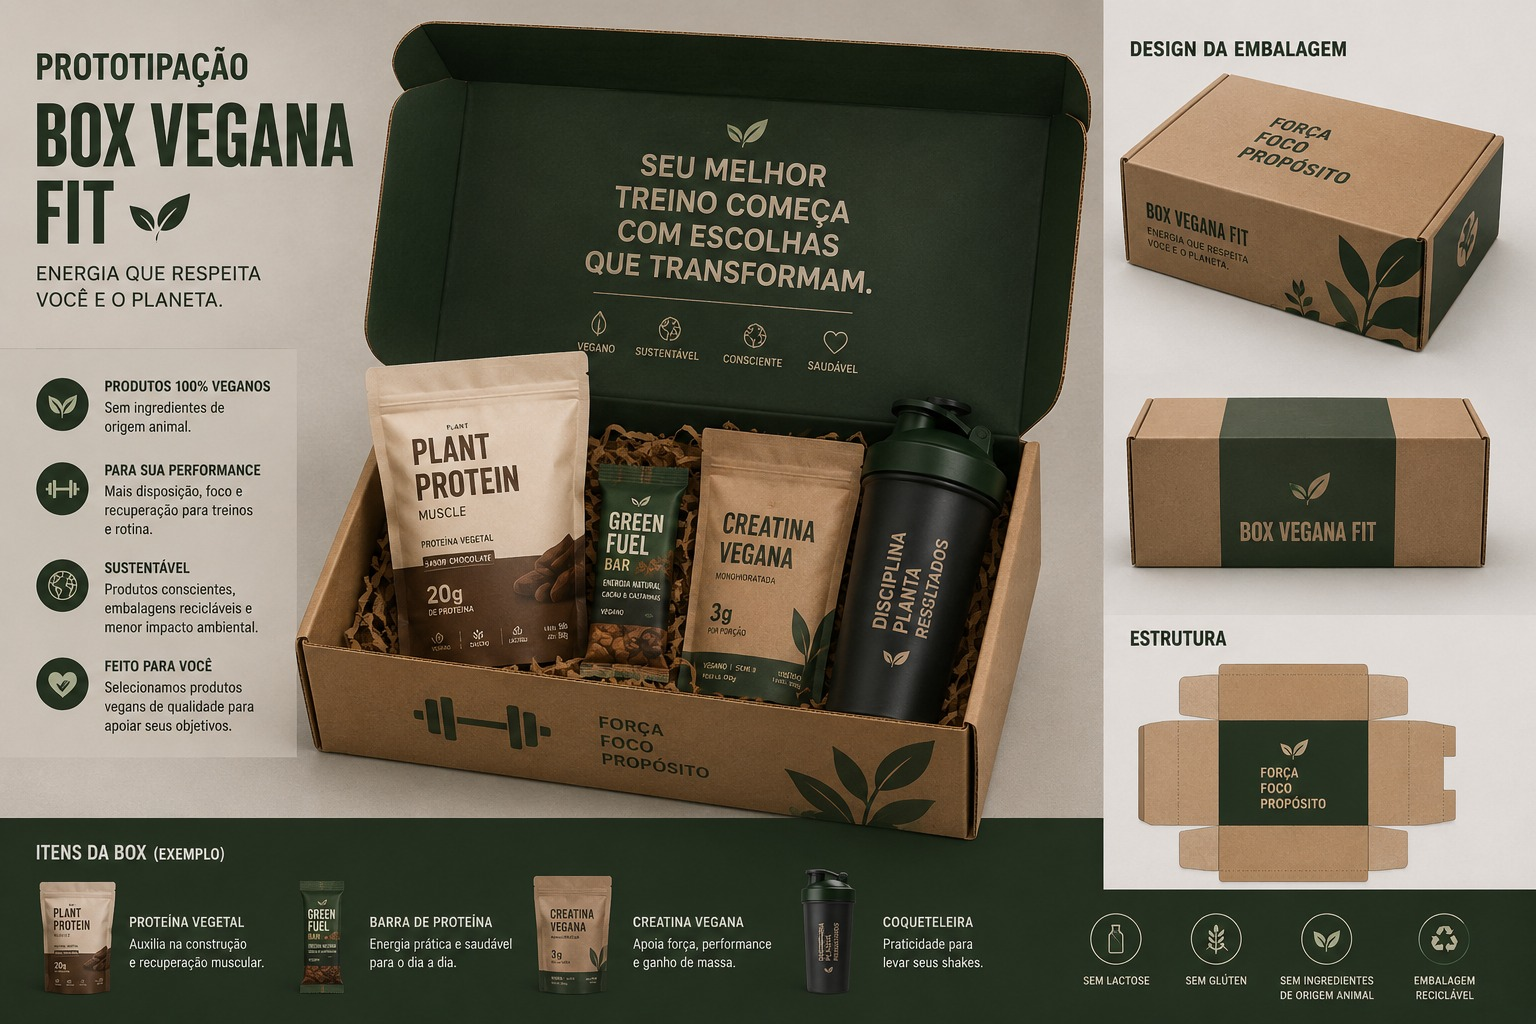 PROTOTIPAÇÃO
BOX VEGANA
FIT
ENERGIA QUE RESPEITA
VOCÊ E O PLANETA.
PRODUTOS 100% VEGANOS
Sem ingredientes de
origem animal.
PARA SUA PERFORMANCE
Mais disposição, foco e
recuperação para treinos
e rotina.
SUSTENTÁVEL
Produtos conscientes,
embalagens recicláveis e
menor impacto ambiental.
FEITO PARA VOCÊ
Selecionamos produtos
vegans de qualidade para
apoiar seus objetivos.
SEU MELHOR
TREINO COMEÇA
COM ESCOLHAS
QUE TRANSFORMAM.
VEGANO
SUSTENTÁVEL
CONSCIENTE
SAUDÁVEL
PLANT
PLANT
PROTEIN
MUSCLE
PROTEÍNA VEGETAL
SABOR CHOCOLATE
20g
DE PROTEÍNA
GREEN
FUEL
BAR
ENERGIA NATURAL
VEGANO
CREATINA
VEGANA
MONOHIDRATADA
3g
POR PORÇÃO
DISCIPLINA
PLANTA
FORÇA
FOCO
PROPÓSITO
DESIGN DA EMBALAGEM
FORÇA
FOCO
PROPÓSITO
BOX VEGANA FIT
ENERGIA QUE RESPEITA
VOCÊ E O PLANETA.
BOX VEGANA FIT
ESTRUTURA
FORÇA
FOCO
PROPÓSITO
ITENS DA BOX (EXEMPLO)
PLANT
PROTEIN
20g
PROTEÍNA VEGETAL
Auxilia na construção
e recuperação muscular.
GREEN
FUEL
BARRA DE PROTEÍNA
Energia prática e saudável
para o dia a dia.
CREATINA
VEGANA
3g
CREATINA VEGANA
Apoia força, performance
e ganho de massa.
COQUETELEIRA
Praticidade para
levar seus shakes.
SEM LACTOSE
SEM GLÚTEN
SEM INGREDIENTES
DE ORIGEM ANIMAL
EMBALAGEM
RECICLÁVEL